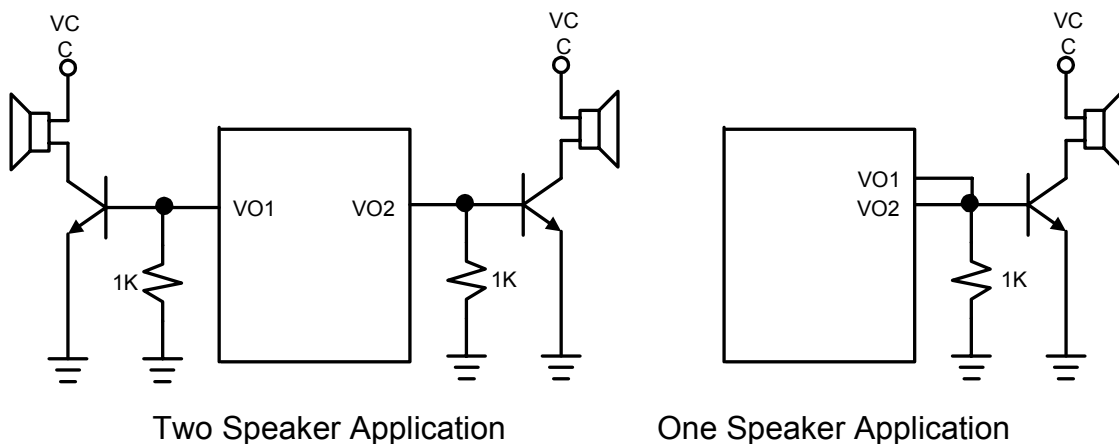 VC
C
VC
C
VC
C
VO1
VO2
1K
1K
VO1
VO2
1K
Two Speaker Application
One Speaker Application